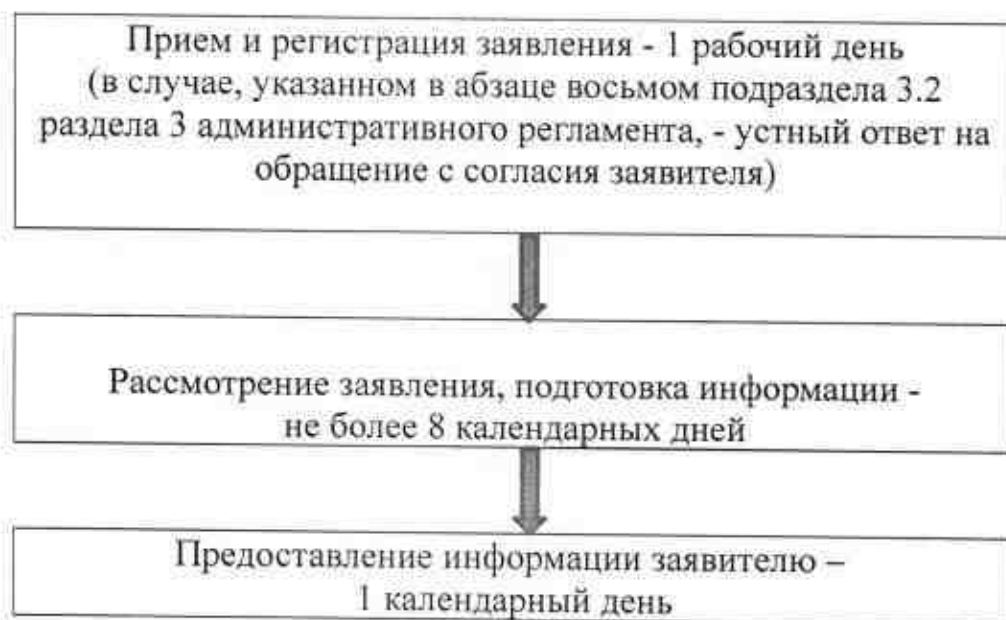 Прием и регистрация заявления - 1 рабочий день
(в случае, указанном в абзаце восьмом подраздела 3.2
раздела 3 административного регламента, - устный ответ на
обращение с согласия заявителя)
Рассмотрение заявления, подготовка информации -
не более 8 календарных дней
Предоставление информации заявителю –
1 календарный день